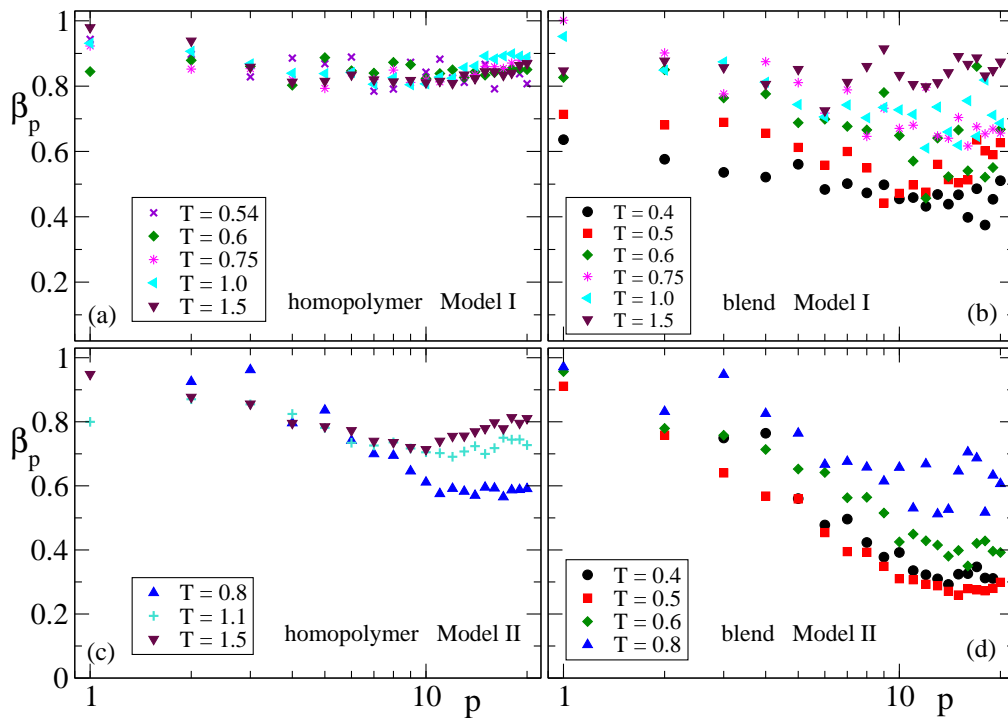 1
0.8
β_p
0.6
0.4
0.2
T = 0.54
T = 0.6
T = 0.75
T = 1.0
T = 1.5
(a)
homopolymer Model I
T = 0.4
T = 0.5
T = 0.6
T = 0.75
T = 1.0
T = 1.5
blend Model I
(b)
1
0.8
β_p
0.6
0.4
0.2
0
T = 0.8
T = 1.1
T = 1.5
(c)
homopolymer Model II
1
10
p
T = 0.4
T = 0.5
T = 0.6
T = 0.8
blend Model II
(d)
1
10
p